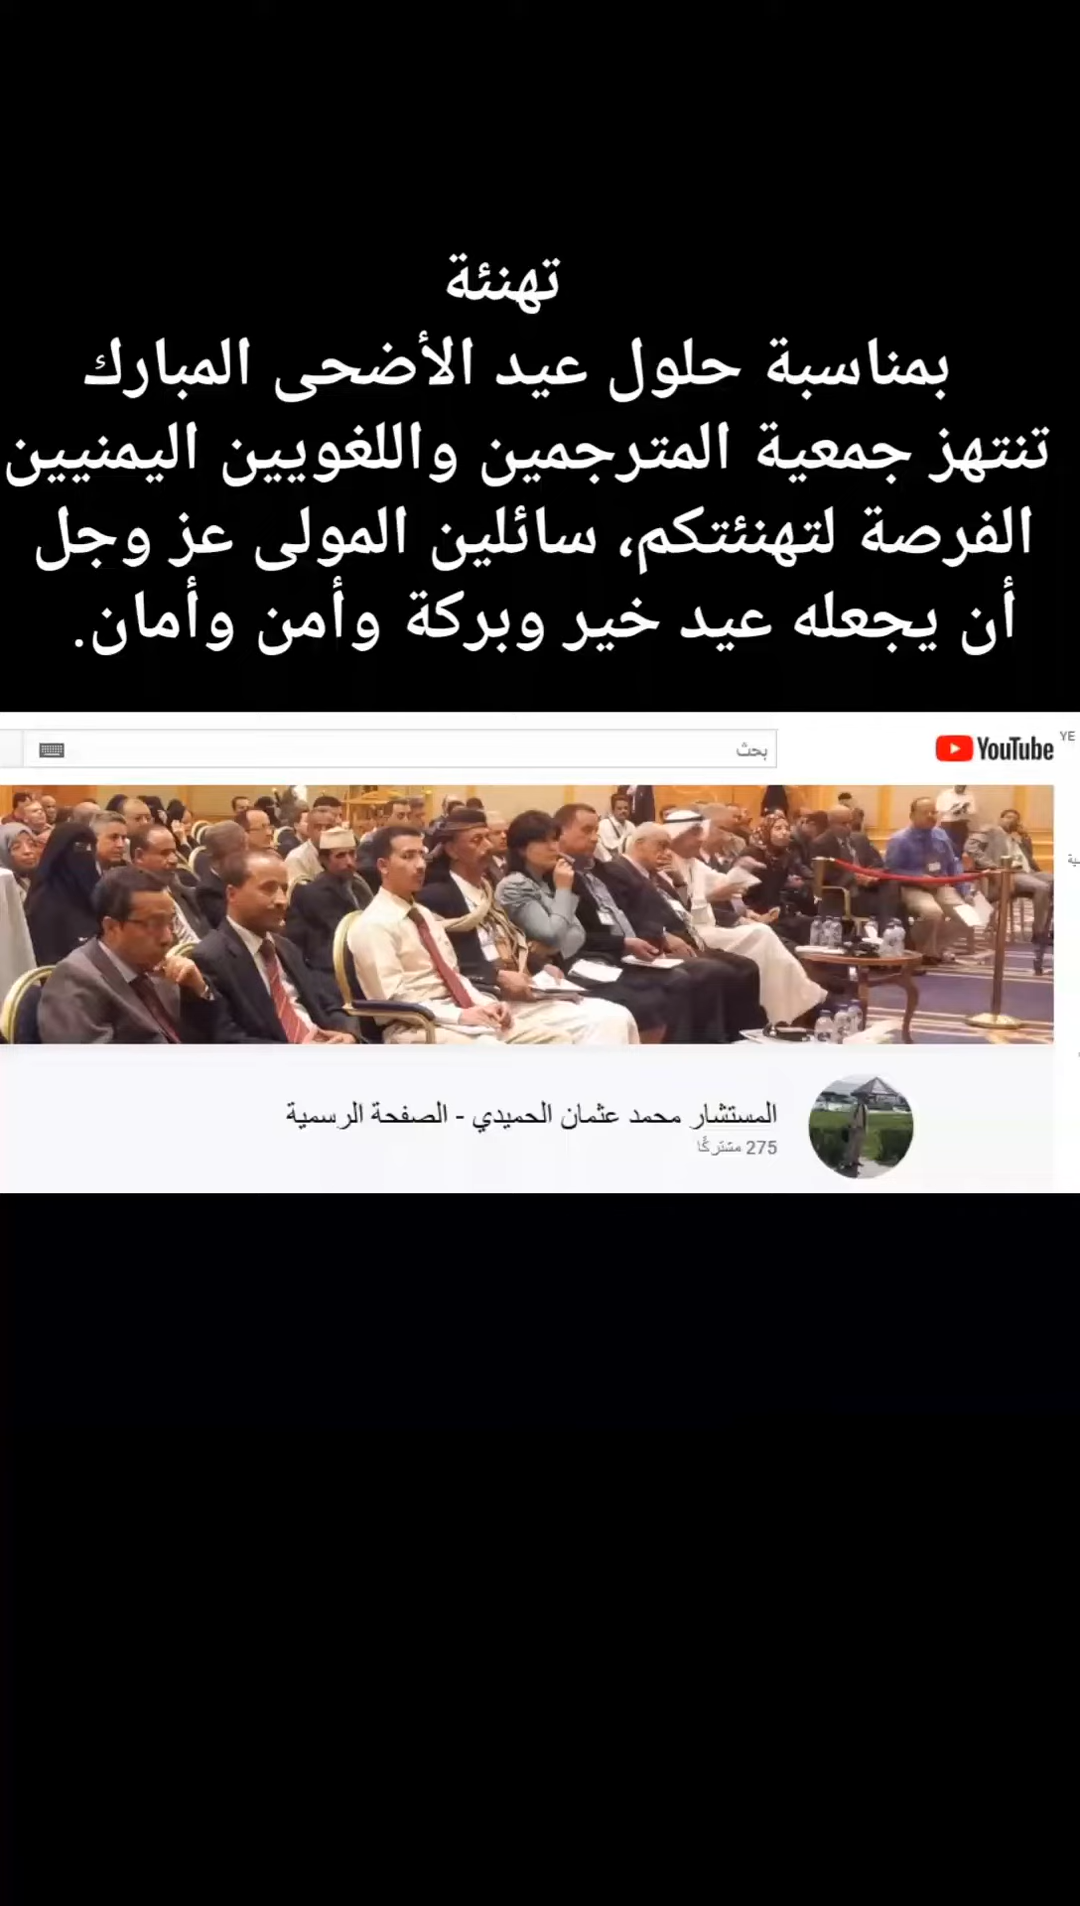 تهنئة
بمناسبة حلول عيد الأضحى المبارك
تنتهز جمعية المترجمين واللغويين اليمنيين
الفرصة لتهنئتكم، سائلين المولى عز وجل
أن يجعله عيد خير وبركة وأمن وأمان.
YouTube YE
بحث
المستشار محمد عثمان الحميدي - الصفحة الرسمية
275 مشتركًا